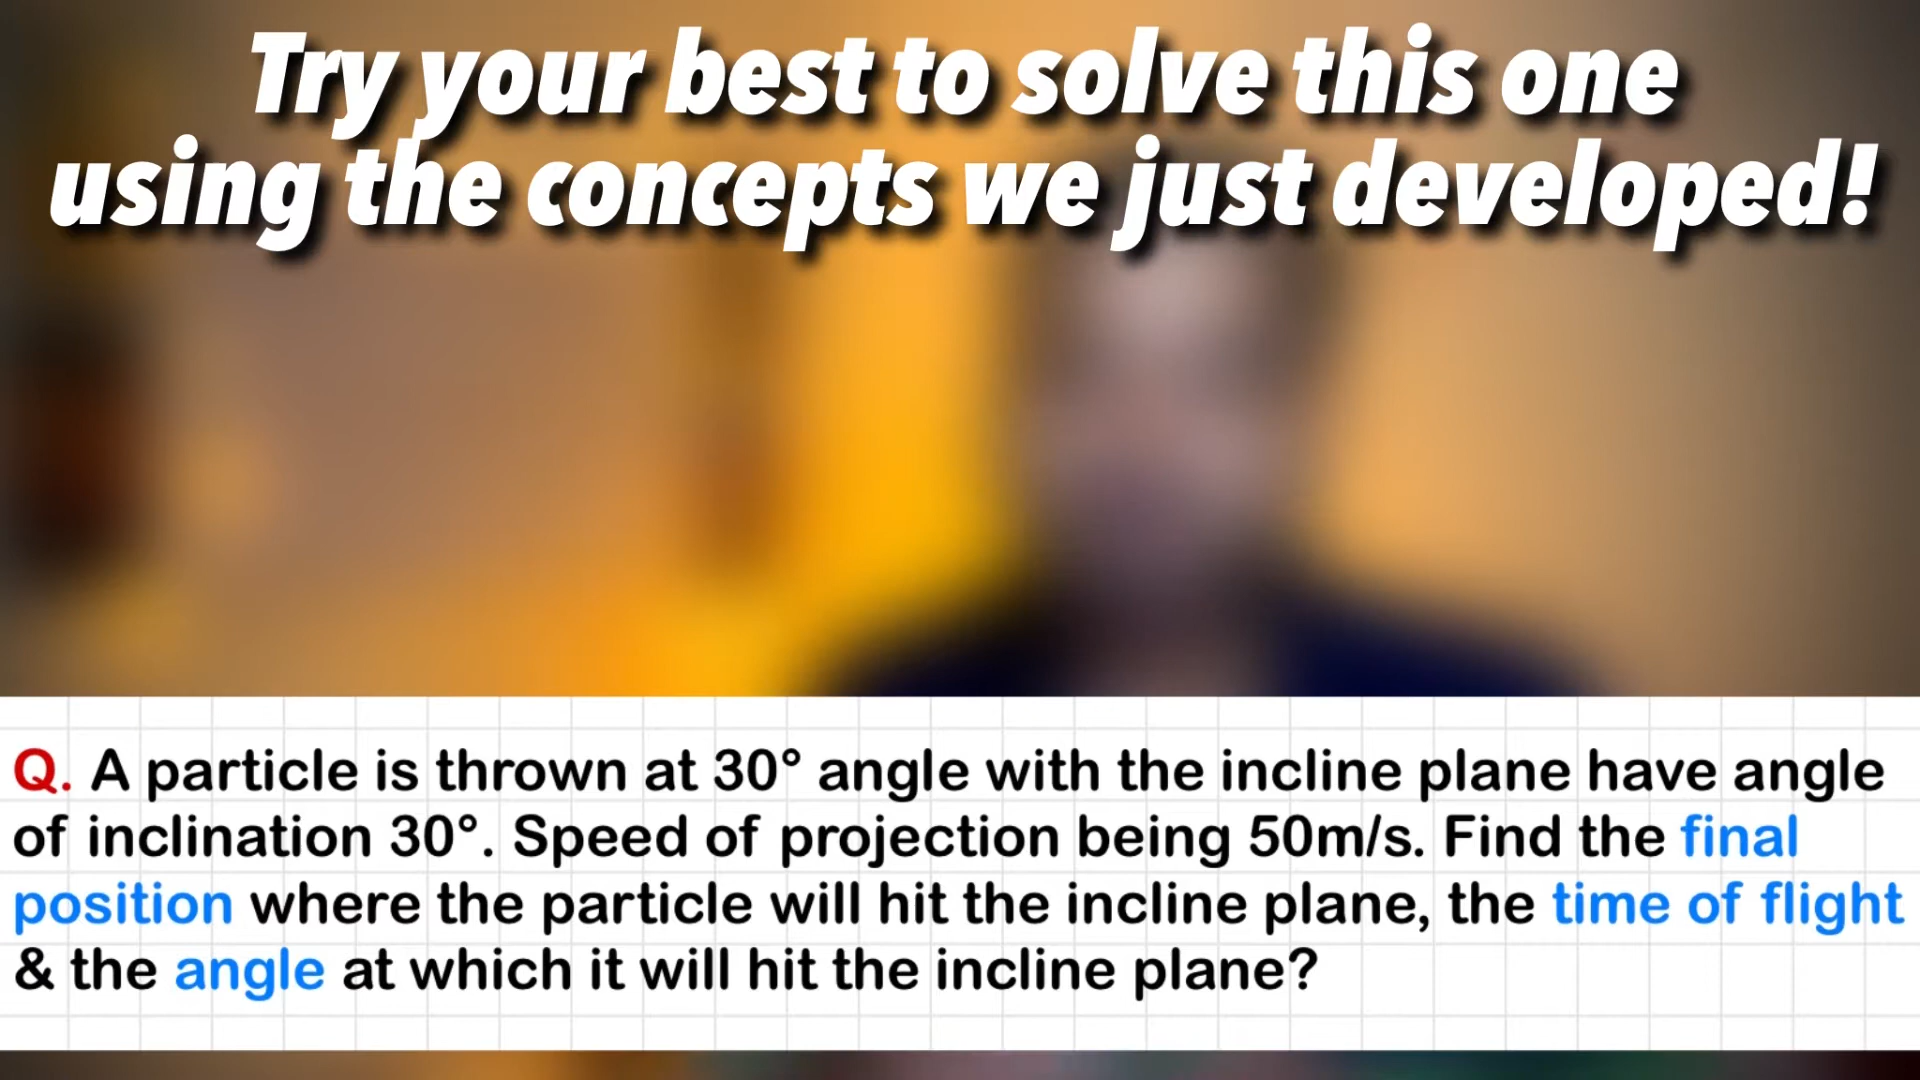 Try your best to solve this one
using the concepts we just developed!
Q. A particle is thrown at 30° angle with the incline plane have angle
of inclination 30°. Speed of projection being 50m/s. Find the final
position where the particle will hit the incline plane, the time of flight
& the angle at which it will hit the incline plane?